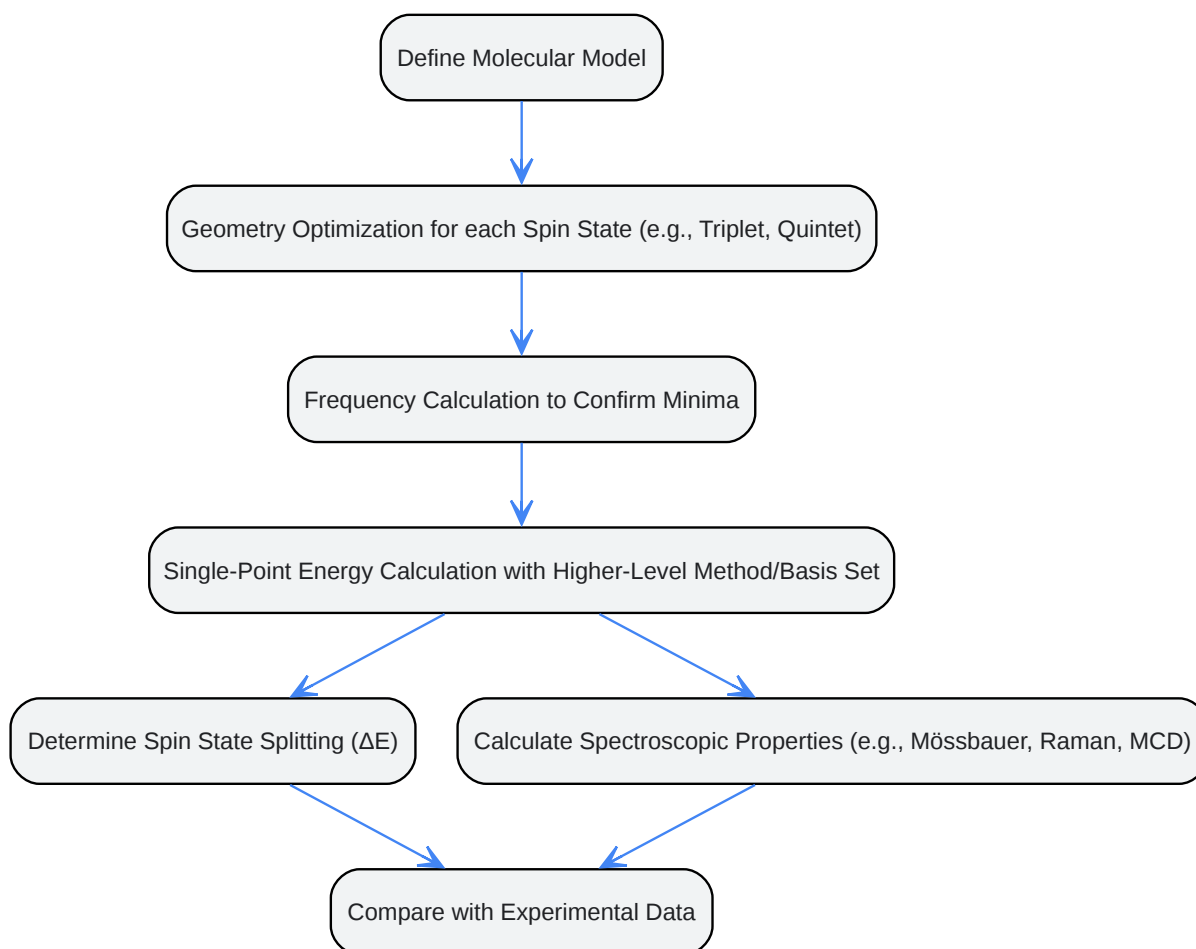 Define Molecular Model
Geometry Optimization for each Spin State (e.g., Triplet, Quintet)
Frequency Calculation to Confirm Minima
Single-Point Energy Calculation with Higher-Level Method/Basis Set
Determine Spin State Splitting (ΔE)
Calculate Spectroscopic Properties (e.g., Mössbauer, Raman, MCD)
Compare with Experimental Data